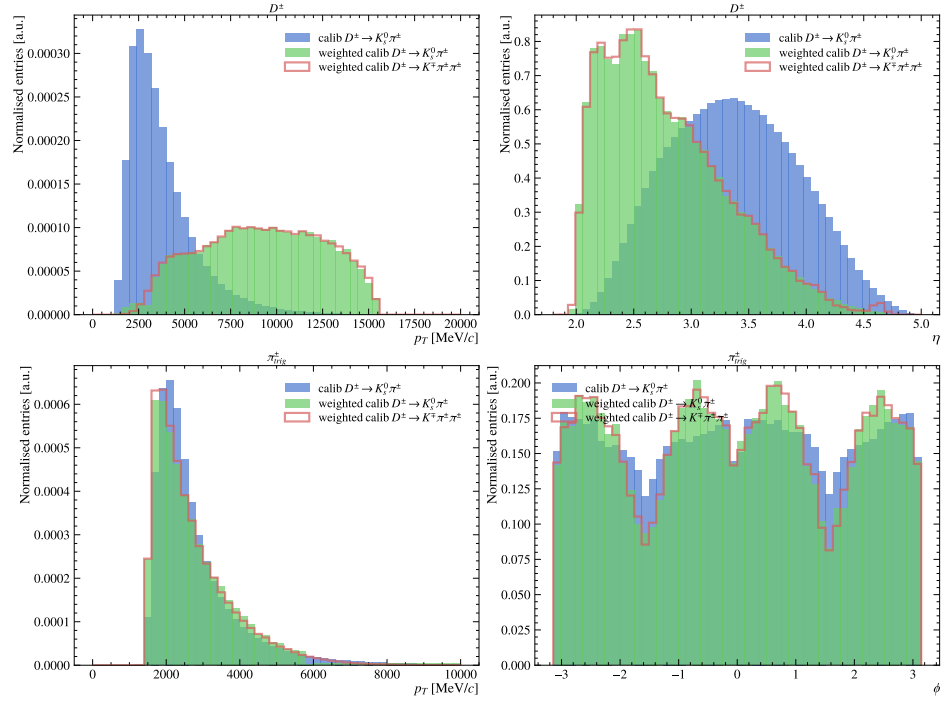 D±
Normalised entries [a.u.]
0.00030
0.00025
0.00020
0.00015
0.00010
0.00005
0.00000
calib D± → K⁰ₛπ±
weighted calib D± → K⁰ₛπ±
weighted calib D± → K∓π±π±
0 2500 5000 7500 10000 12500 15000 17500 20000
p_T [MeV/c]
D±
Normalised entries [a.u.]
0.8
0.7
0.6
0.5
0.4
0.3
0.2
0.1
0.0
calib D± → K⁰ₛπ±
weighted calib D± → K⁰ₛπ±
weighted calib D± → K∓π±π±
2.0 2.5 3.0 3.5 4.0 4.5 5.0
η
π±trig
Normalised entries [a.u.]
0.0006
0.0005
0.0004
0.0003
0.0002
0.0001
0.0000
calib D± → K⁰ₛπ±
weighted calib D± → K⁰ₛπ±
weighted calib D± → K∓π±π±
0 2000 4000 6000 8000 10000
p_T [MeV/c]
π±trig
Normalised entries [a.u.]
0.200
0.175
0.150
0.125
0.100
0.075
0.050
0.025
0.000
calib D± → K⁰ₛπ±
weighted calib D± → K⁰ₛπ±
weighted calib D± → K∓π±π±
−3 −2 −1 0 1 2 3
ϕ